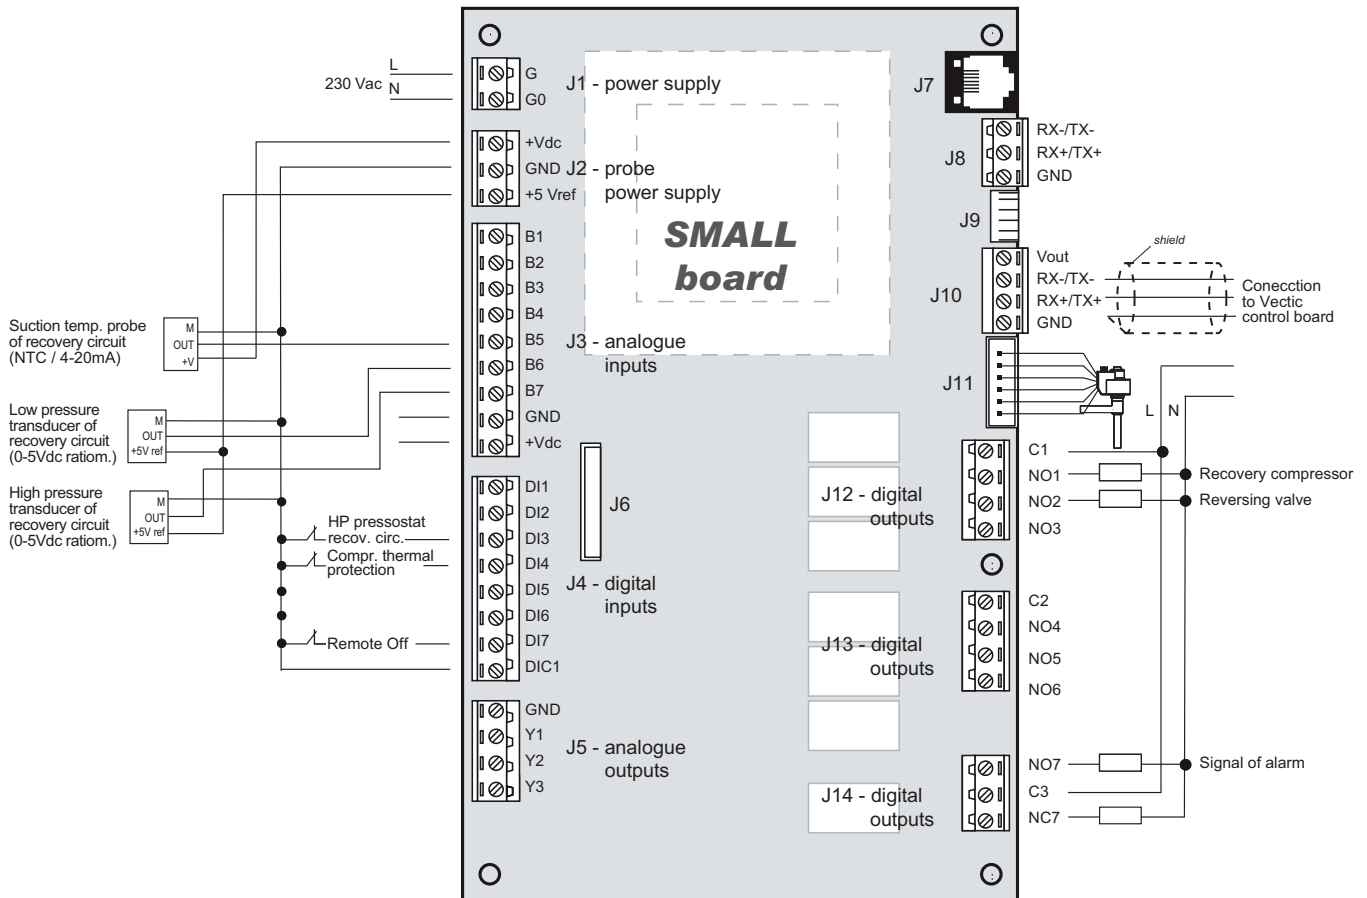 L
230 Vac
N
G
G0
J1 - power supply
+Vdc
GND
+5 Vref
J2 - probe
power supply
SMALL
board
B1
B2
B3
B4
B5
B6
B7
GND
+Vdc
J3 - analogue
inputs
Suction temp. probe
of recovery circuit
(NTC / 4-20mA)
M
OUT
+V
Low pressure
transducer of
recovery circuit
(0-5Vdc ratiom.)
M
OUT
+5V ref
High pressure
transducer of
recovery circuit
(0-5Vdc ratiom.)
M
OUT
+5V ref
HP pressostat
recov. circ.
Compr. thermal
protection
Remote Off
DI1
DI2
DI3
DI4
DI5
DI6
DI7
DIC1
J4 - digital
inputs
J6
GND
Y1
Y2
Y3
J5 - analogue
outputs
J7
J8
RX-/TX-
RX+/TX+
GND
J9
J10
Vout
RX-/TX-
RX+/TX+
GND
shield
Conecction
to Vectic
control board
J11
L
N
C1
NO1
NO2
NO3
J12 - digital
outputs
Recovery compressor
Reversing valve
C2
NO4
NO5
NO6
J13 - digital
outputs
NO7
C3
NC7
J14 - digital
outputs
Signal of alarm